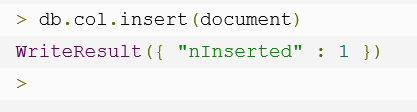 > db.col.insert(document)
WriteResult({ "nInserted" : 1 })
>